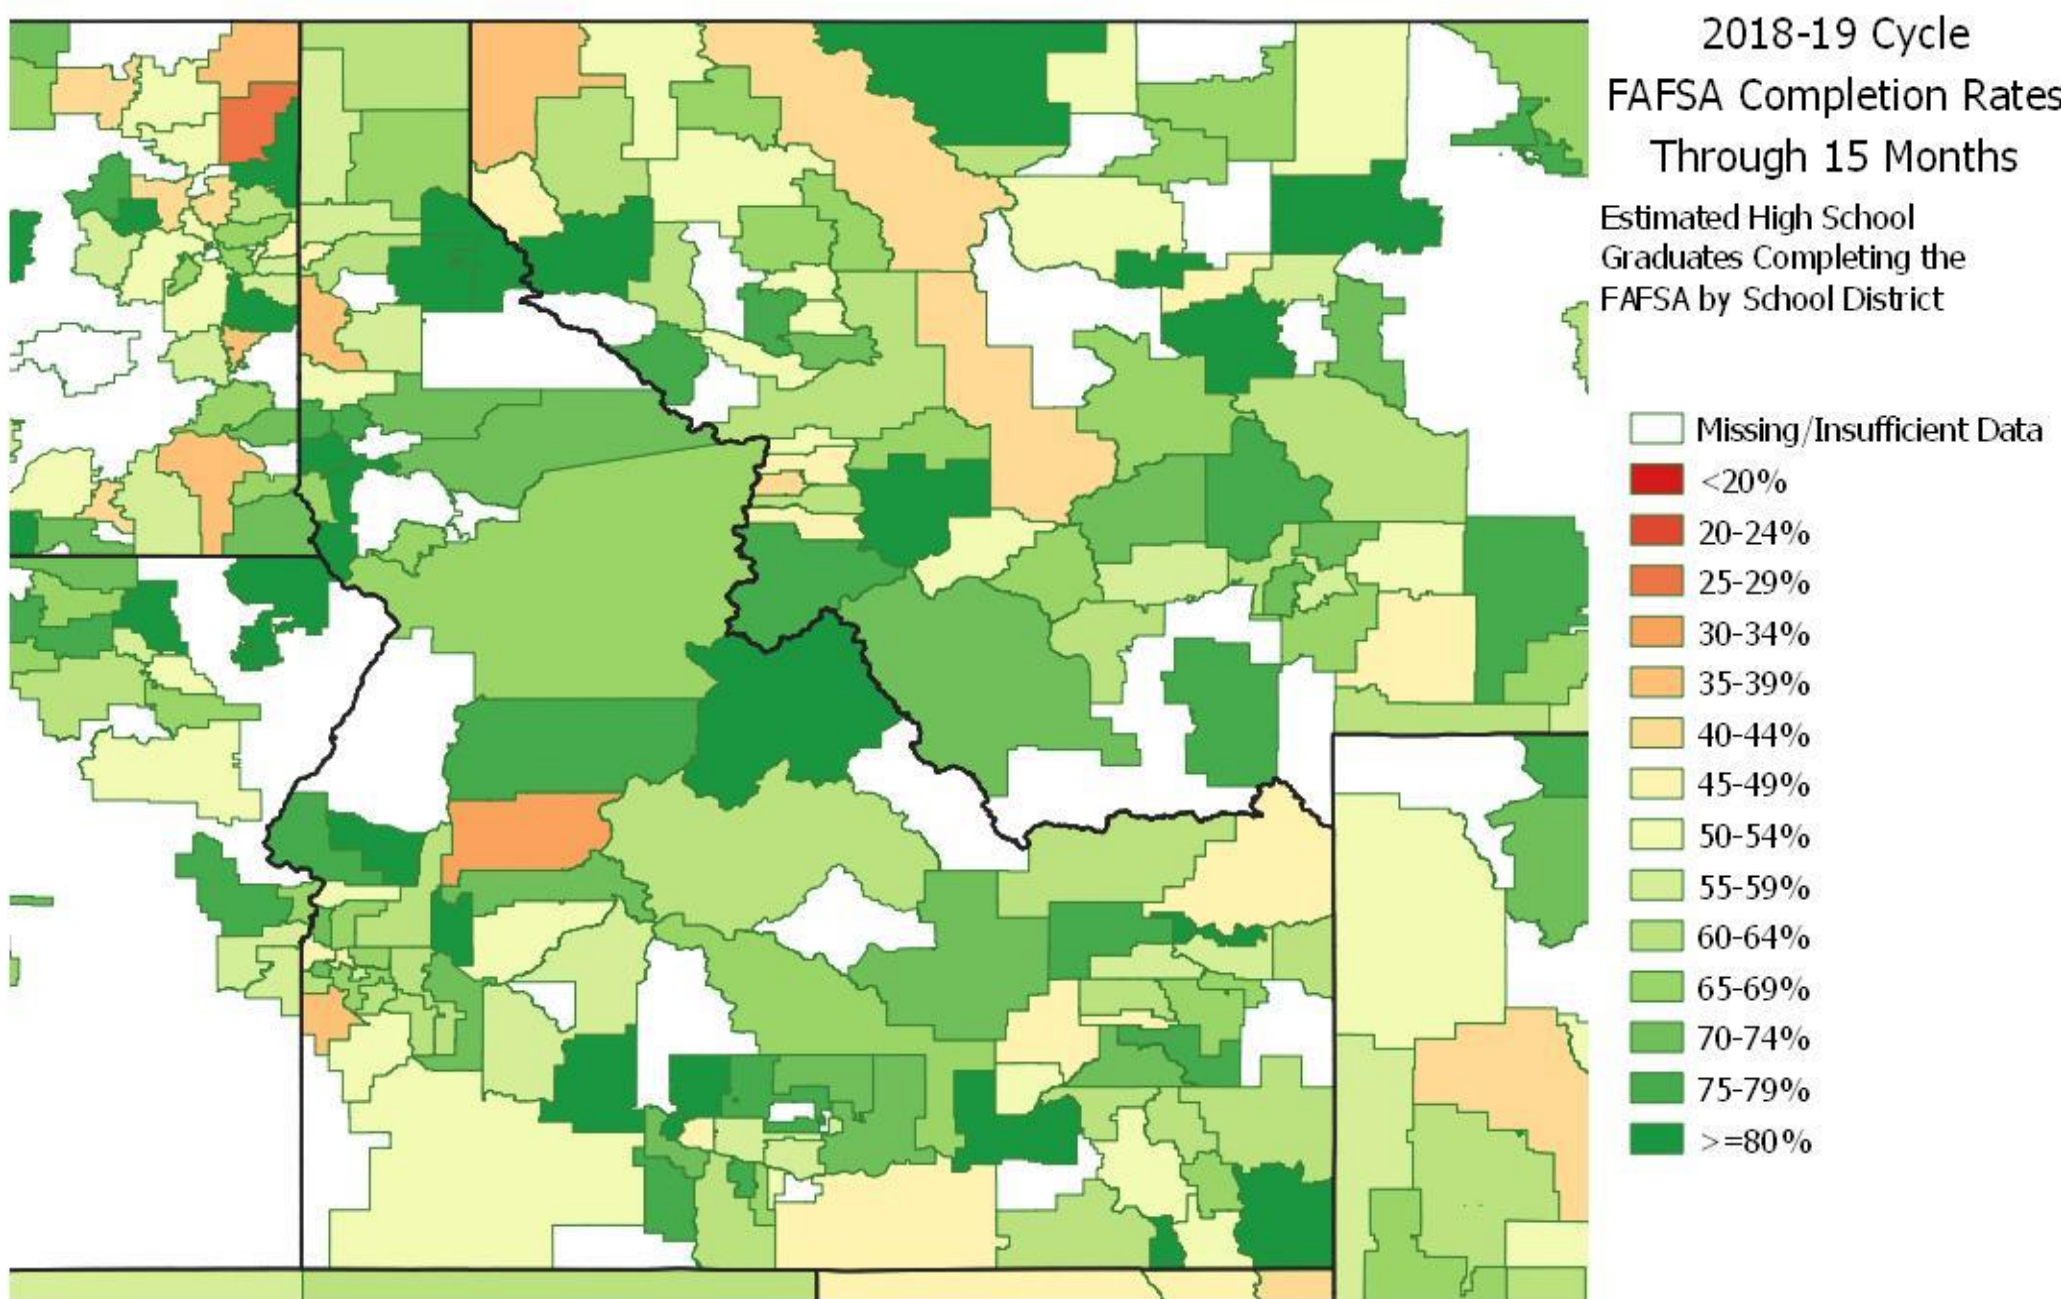 2018-19 Cycle
FAFSA Completion Rates
Through 15 Months
Estimated High School
Graduates Completing the
FAFSA by School District
Missing/Insufficient Data
<20%
20-24%
25-29%
30-34%
35-39%
40-44%
45-49%
50-54%
55-59%
60-64%
65-69%
70-74%
75-79%
>=80%